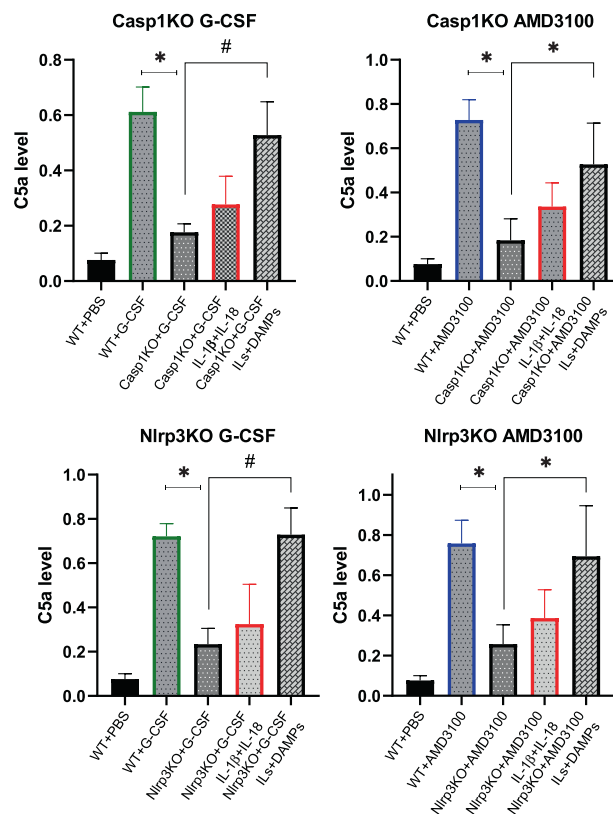 Casp1KO G-CSF
#
*
C5a level
0.8
0.6
0.4
0.2
0.0
WT+PBS
WT+G-CSF
Casp1KO+G-CSF
Casp1KO+G-CSF
IL-1β+IL-18
Casp1KO+G-CSF
ILs+DAMPs
Casp1KO AMD3100
*
*
C5a level
1.0
0.8
0.6
0.4
0.2
0.0
WT+PBS
WT+AMD3100
Casp1KO+AMD3100
Casp1KO+AMD3100
IL-1β+IL-18
Casp1KO+AMD3100
ILs+DAMPs
Nlrp3KO G-CSF
#
*
C5a level
1.0
0.8
0.6
0.4
0.2
0.0
WT+PBS
WT+G-CSF
Nlrp3KO+G-CSF
Nlrp3KO+G-CSF
IL-1β+IL-18
Nlrp3KO+G-CSF
ILs+DAMPs
Nlrp3KO AMD3100
*
*
C5a level
1.0
0.8
0.6
0.4
0.2
0.0
WT+PBS
WT+AMD3100
Nlrp3KO+AMD3100
Nlrp3KO+AMD3100
IL-1β+IL-18
Nlrp3KO+AMD3100
ILs+DAMPs